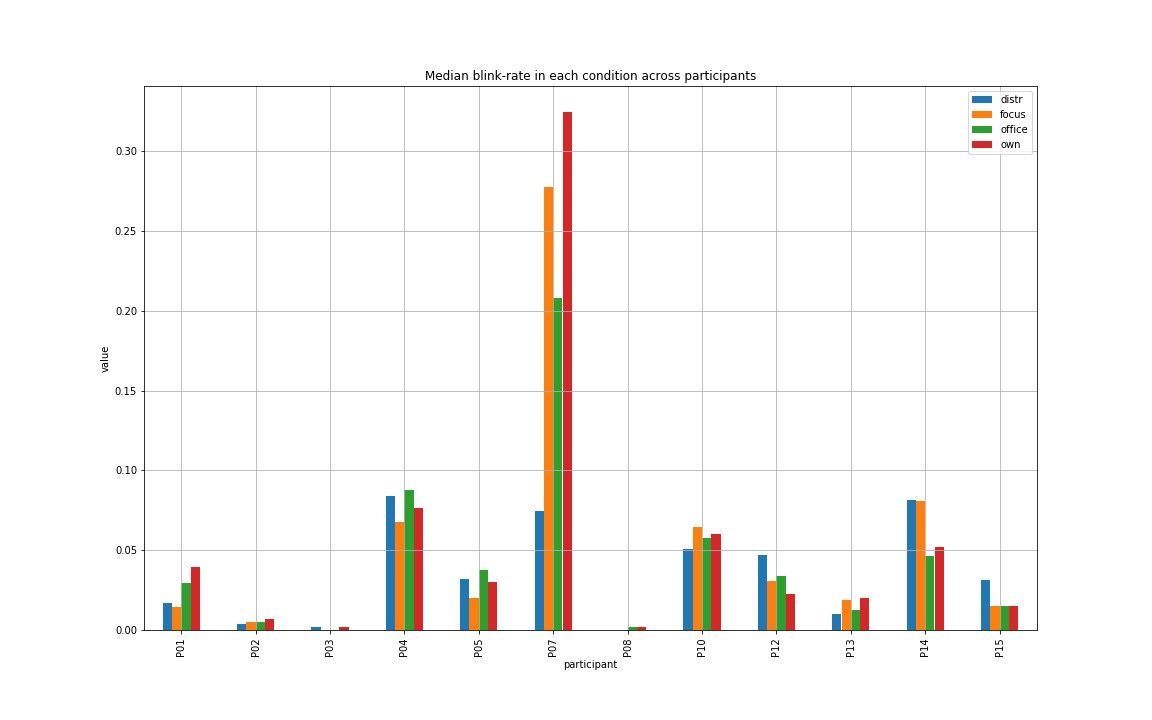 Median blink-rate in each condition across participants
distr
focus
office
own
0.30
0.25
0.20
0.15
0.10
0.05
0.00
value
P01 P02 P03 P04 P05 P07 P08 P10 P12 P13 P14 P15
participant